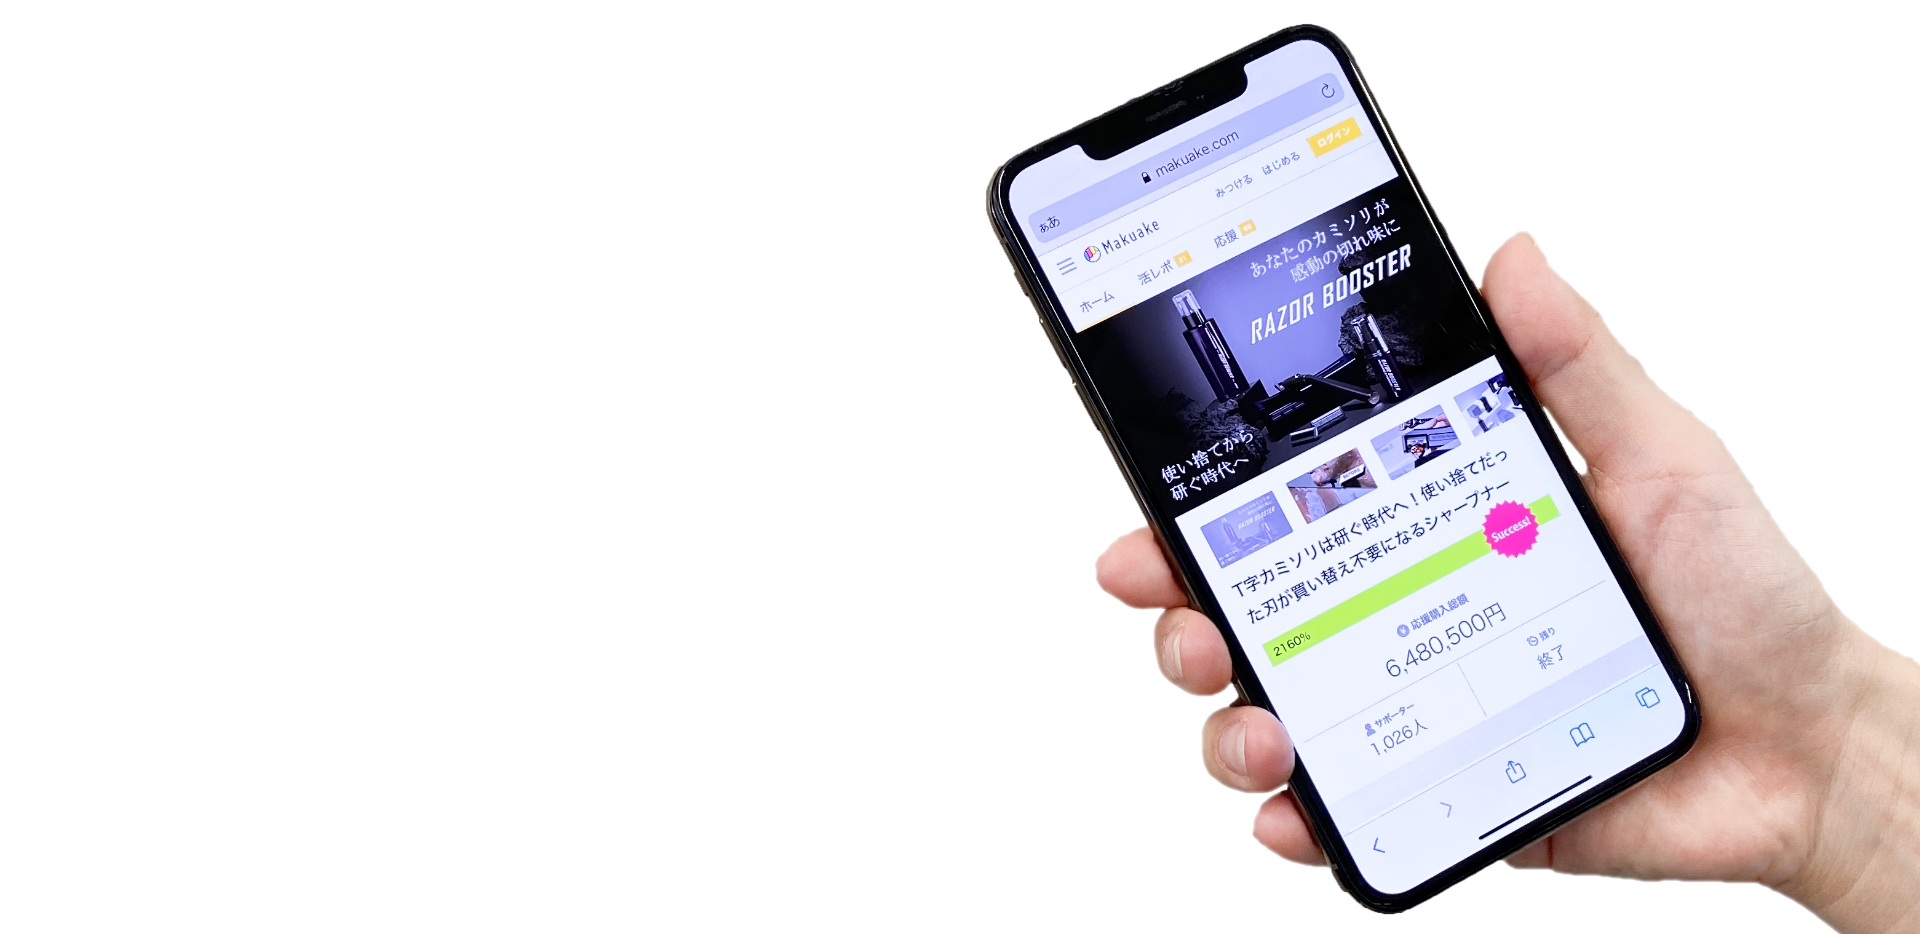 ぁあ
makuake.com
Makuake
みつける
はじめる
ログイン
ホーム
活レポ
応援
あなたのカミソリが
感動の切れ味に
RAZOR BOOSTER
使い捨てから
研ぐ時代へ
T字カミソリは研ぐ時代へ！使い捨てだっ
た刃が買い替え不要になるシャープナー
Success!
2160%
応援購入総額
6,480,500円
サポーター
1,026人
残り
終了